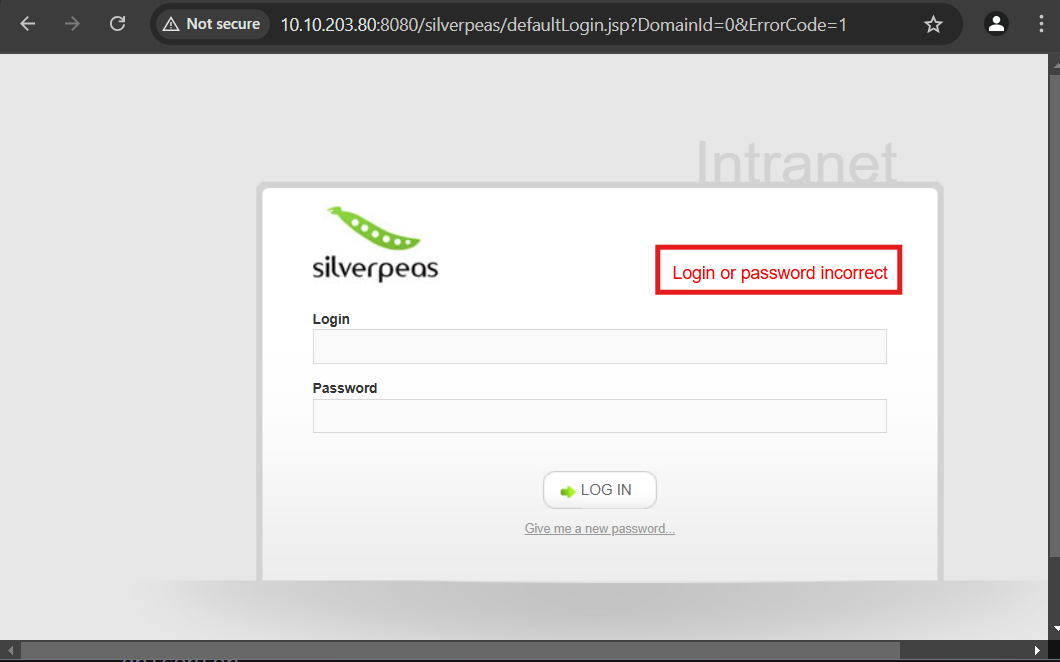 Not secure
10.10.203.80:8080/silverpeas/defaultLogin.jsp?DomainId=0&ErrorCode=1
Intranet
silverpeas
Login or password incorrect
Login
Password
LOG IN
Give me a new password...